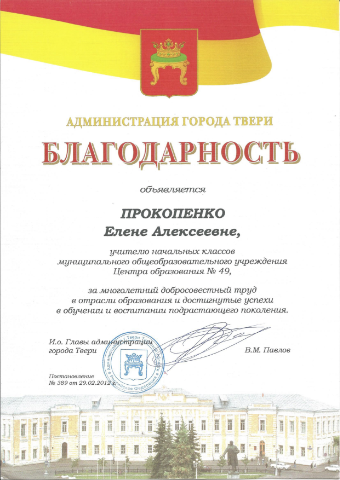 АДМИНИСТРАЦИЯ ГОРОДА ТВЕРИ
БЛАГОДАРНОСТЬ
объявляется
ПРОКОПЕНКО
Елене Алексеевне,
учителю начальных классов
муниципального общеобразовательного учреждения
Центра образования № 49,
за многолетний добросовестный труд
в отрасли образования и достигнутые успехи
в обучении и воспитании подрастающего поколения.
И.о. Главы администрации
города Твери
В.М. Павлов
Постановление
№ 389 от 29.02.2012 г.